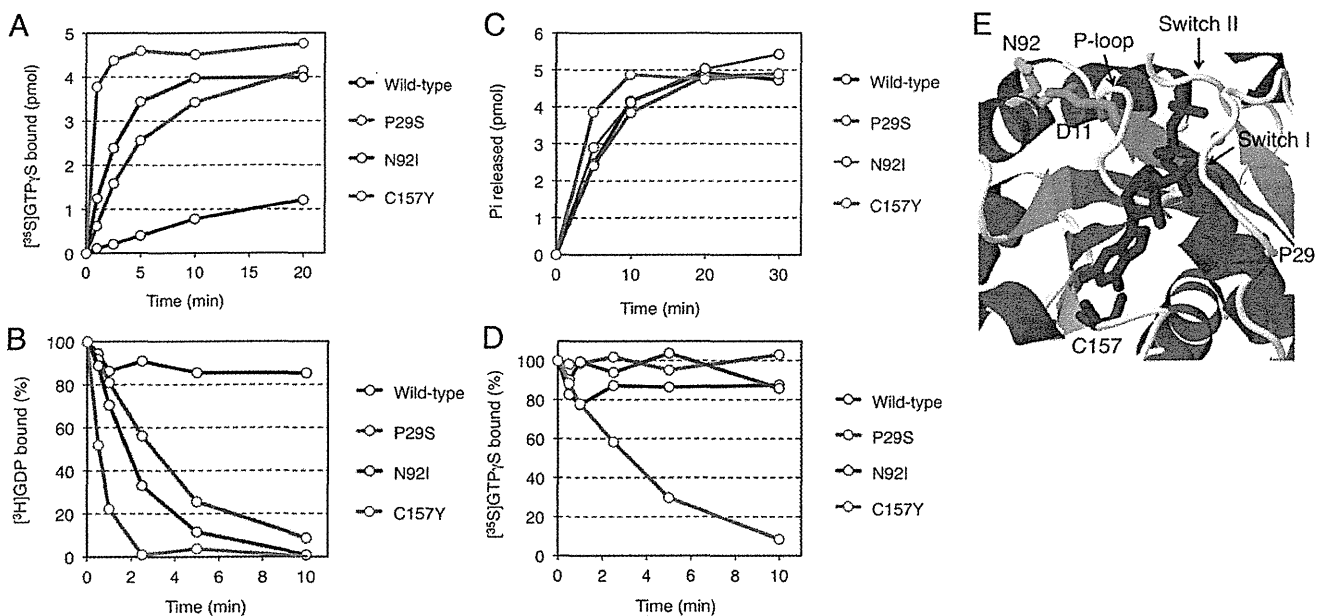 A
[³⁵S]GTPγS bound (pmol)
5
4
3
2
1
0
0 5 10 15 20
Time (min)
Wild-type
P29S
N92I
C157Y
B
[³H]GDP bound (%)
100
80
60
40
20
0
0 2 4 6 8 10
Time (min)
Wild-type
P29S
N92I
C157Y
C
Pi released (pmol)
7
6
5
4
3
2
1
0
0 10 20 30
Time (min)
Wild-type
P29S
N92I
C157Y
D
[³⁵S]GTPγS bound (%)
100
80
60
40
20
0
0 2 4 6 8 10
Time (min)
Wild-type
P29S
N92I
C157Y
E
Switch II
N92
P-loop
D11
Switch I
P29
C157